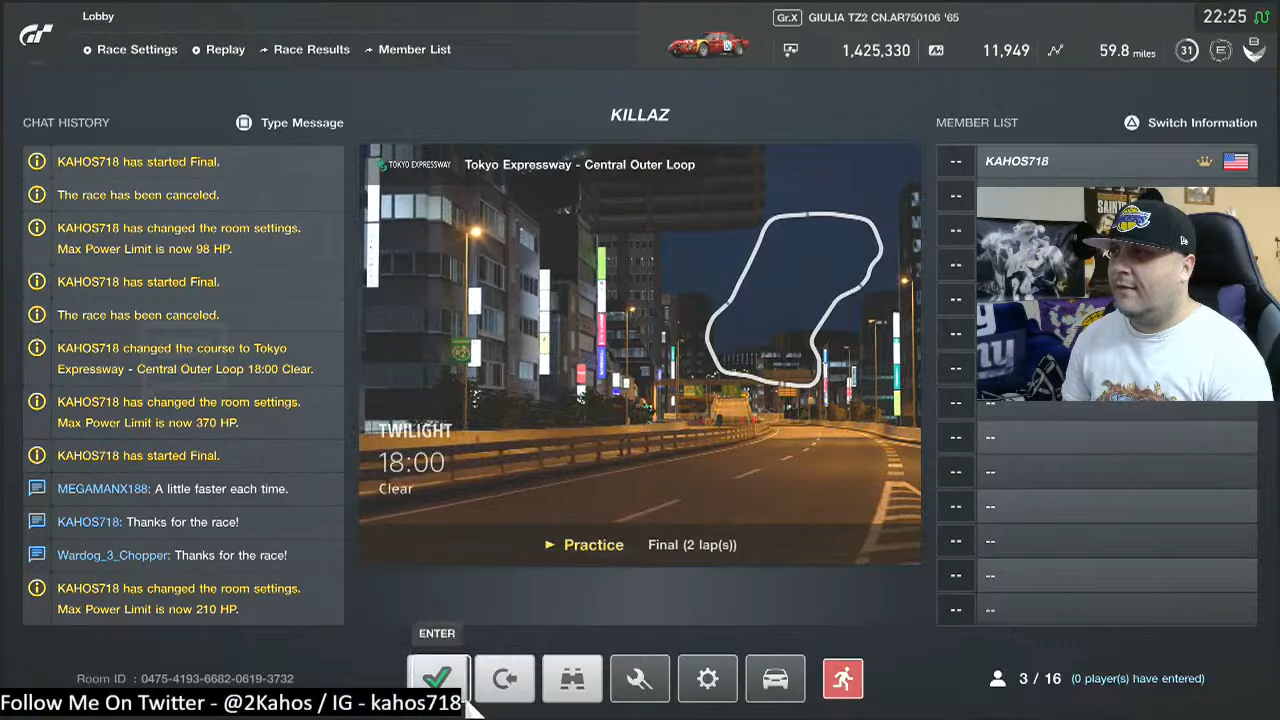 Lobby
Gr.X GIULIA TZ2 CN.AR750106 '65
22:25
Race Settings Replay Race Results Member List
1,425,330 11,949 59.8 miles 31 E B
KILLAZ
CHAT HISTORY Type Message
MEMBER LIST Switch Information
KAHOS718 has started Final.
The race has been canceled.
KAHOS718 has changed the room settings.
Max Power Limit is now 98 HP.
KAHOS718 has started Final.
The race has been canceled.
KAHOS718 changed the course to Tokyo
Expressway - Central Outer Loop 18:00 Clear.
KAHOS718 has changed the room settings.
Max Power Limit is now 370 HP.
KAHOS718 has started Final.
MEGAMANX188: A little faster each time.
KAHOS718: Thanks for the race!
Wardog_3_Chopper: Thanks for the race!
KAHOS718 has changed the room settings.
Max Power Limit is now 210 HP.
TOKYO EXPRESSWAY Tokyo Expressway - Central Outer Loop
TWILIGHT
18:00
Clear
Practice Final (2 lap(s))
-- KAHOS718
--
--
--
--
--
--
--
-- --
-- --
-- --
-- --
-- --
-- --
SAINTS
ENTER
Room ID : 0475-4193-6682-0619-3732
3 / 16 (0 player(s) have entered)
Follow Me On Twitter - @2Kahos / IG - kahos718